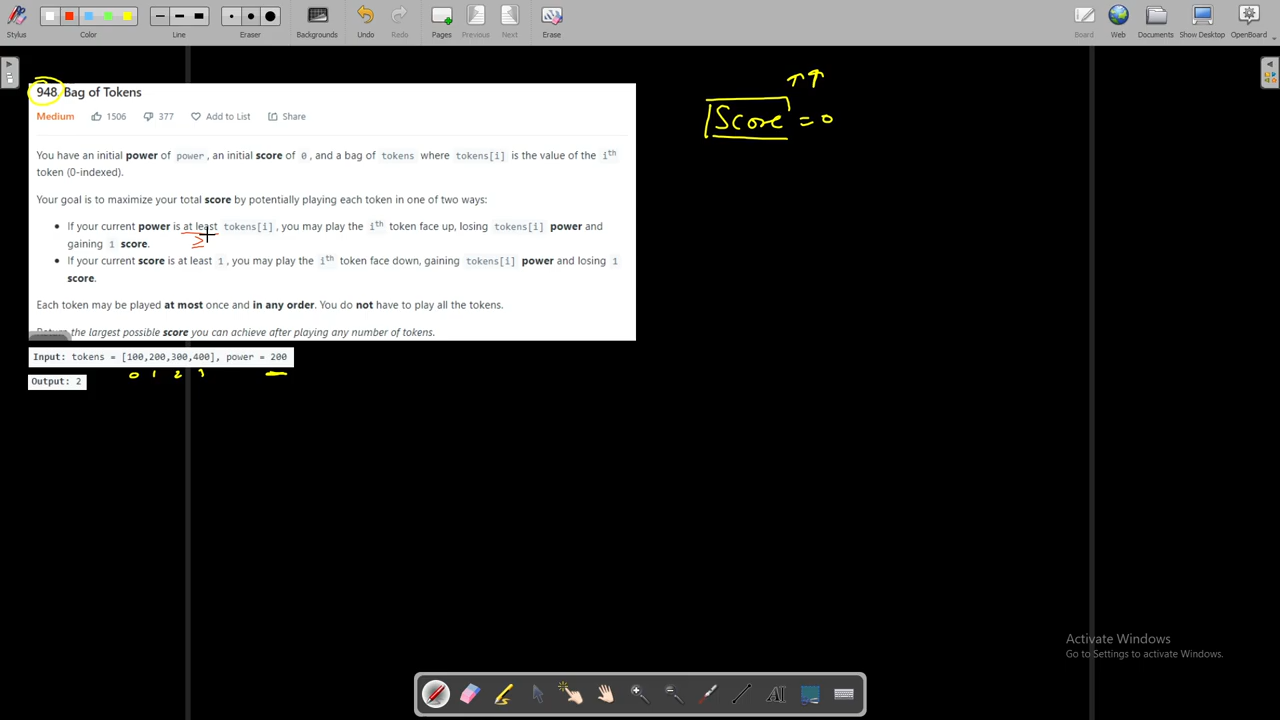 Stylus Color Line Eraser Backgrounds Undo Redo Pages Previous Next Erase Board Web Documents Show Desktop OpenBoard
948. Bag of Tokens
Medium 1506 377 Add to List Share
You have an initial power of power, an initial score of 0, and a bag of tokens where tokens[i] is the value of the ith
token (0-indexed).
Your goal is to maximize your total score by potentially playing each token in one of two ways:
• If your current power is at least tokens[i], you may play the ith token face up, losing tokens[i] power and
gaining 1 score.
≥
• If your current score is at least 1, you may play the ith token face down, gaining tokens[i] power and losing 1
score.
Each token may be played at most once and in any order. You do not have to play all the tokens.
Return the largest possible score you can achieve after playing any number of tokens.
Input: tokens = [100,200,300,400], power = 200
0 1 2 3
Output: 2
↑↑
Score = 0
Activate Windows
Go to Settings to activate Windows.
AI